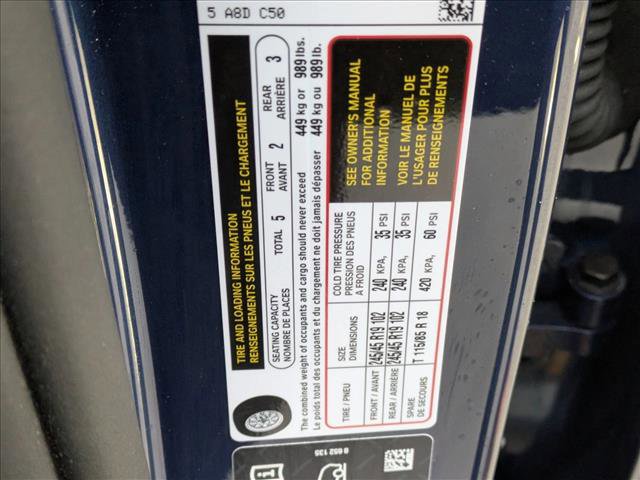 5 A8D C50
TIRE AND LOADING INFORMATION
RENSEIGNEMENTS SUR LES PNEUS ET LE CHARGEMENT
SEATING CAPACITY
NOMBRE DE PLACES
TOTAL 5
FRONT
AVANT 2
REAR
ARRIÈRE 3
The combined weight of occupants and cargo should never exceed 449 kg or 989 lbs.
Le poids total des occupants et du chargement ne doit jamais dépasser 449 kg ou 989 lb.
TIRE / PNEU
SIZE
DIMENSIONS
COLD TIRE PRESSURE
PRESSION DES PNEUS
A FROID
SEE OWNER'S MANUAL
FOR ADDITIONAL
INFORMATION
VOIR LE MANUEL DE
L'USAGER POUR PLUS
DE RENSEIGNEMENTS
FRONT / AVANT 245/45 R19 102 240 KPA, 35 PSI
REAR / ARRIÈRE 245/45 R19 102 240 KPA, 35 PSI
SPARE
DE SECOURS T 115/85 R 18 420 KPA, 60 PSI
8 652 135